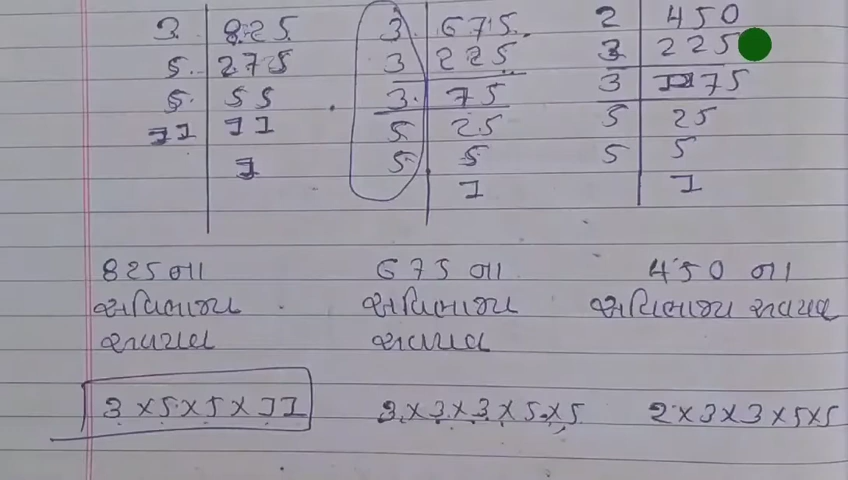 3 825 3 675 2 450
5 275 3 225 3 225
5 55 3 75 3 75
11 11 5 25 5 25
1 5 5 5 5
1 1
825 ના 675 ના 450 ના
અવિભાજ્ય અવિભાજ્ય અવિભાજ્ય અવયવ
અવયવ અવયવ
3 × 5 × 5 × 11 3 × 3 × 3 × 5 × 5 2 × 3 × 3 × 5 × 5